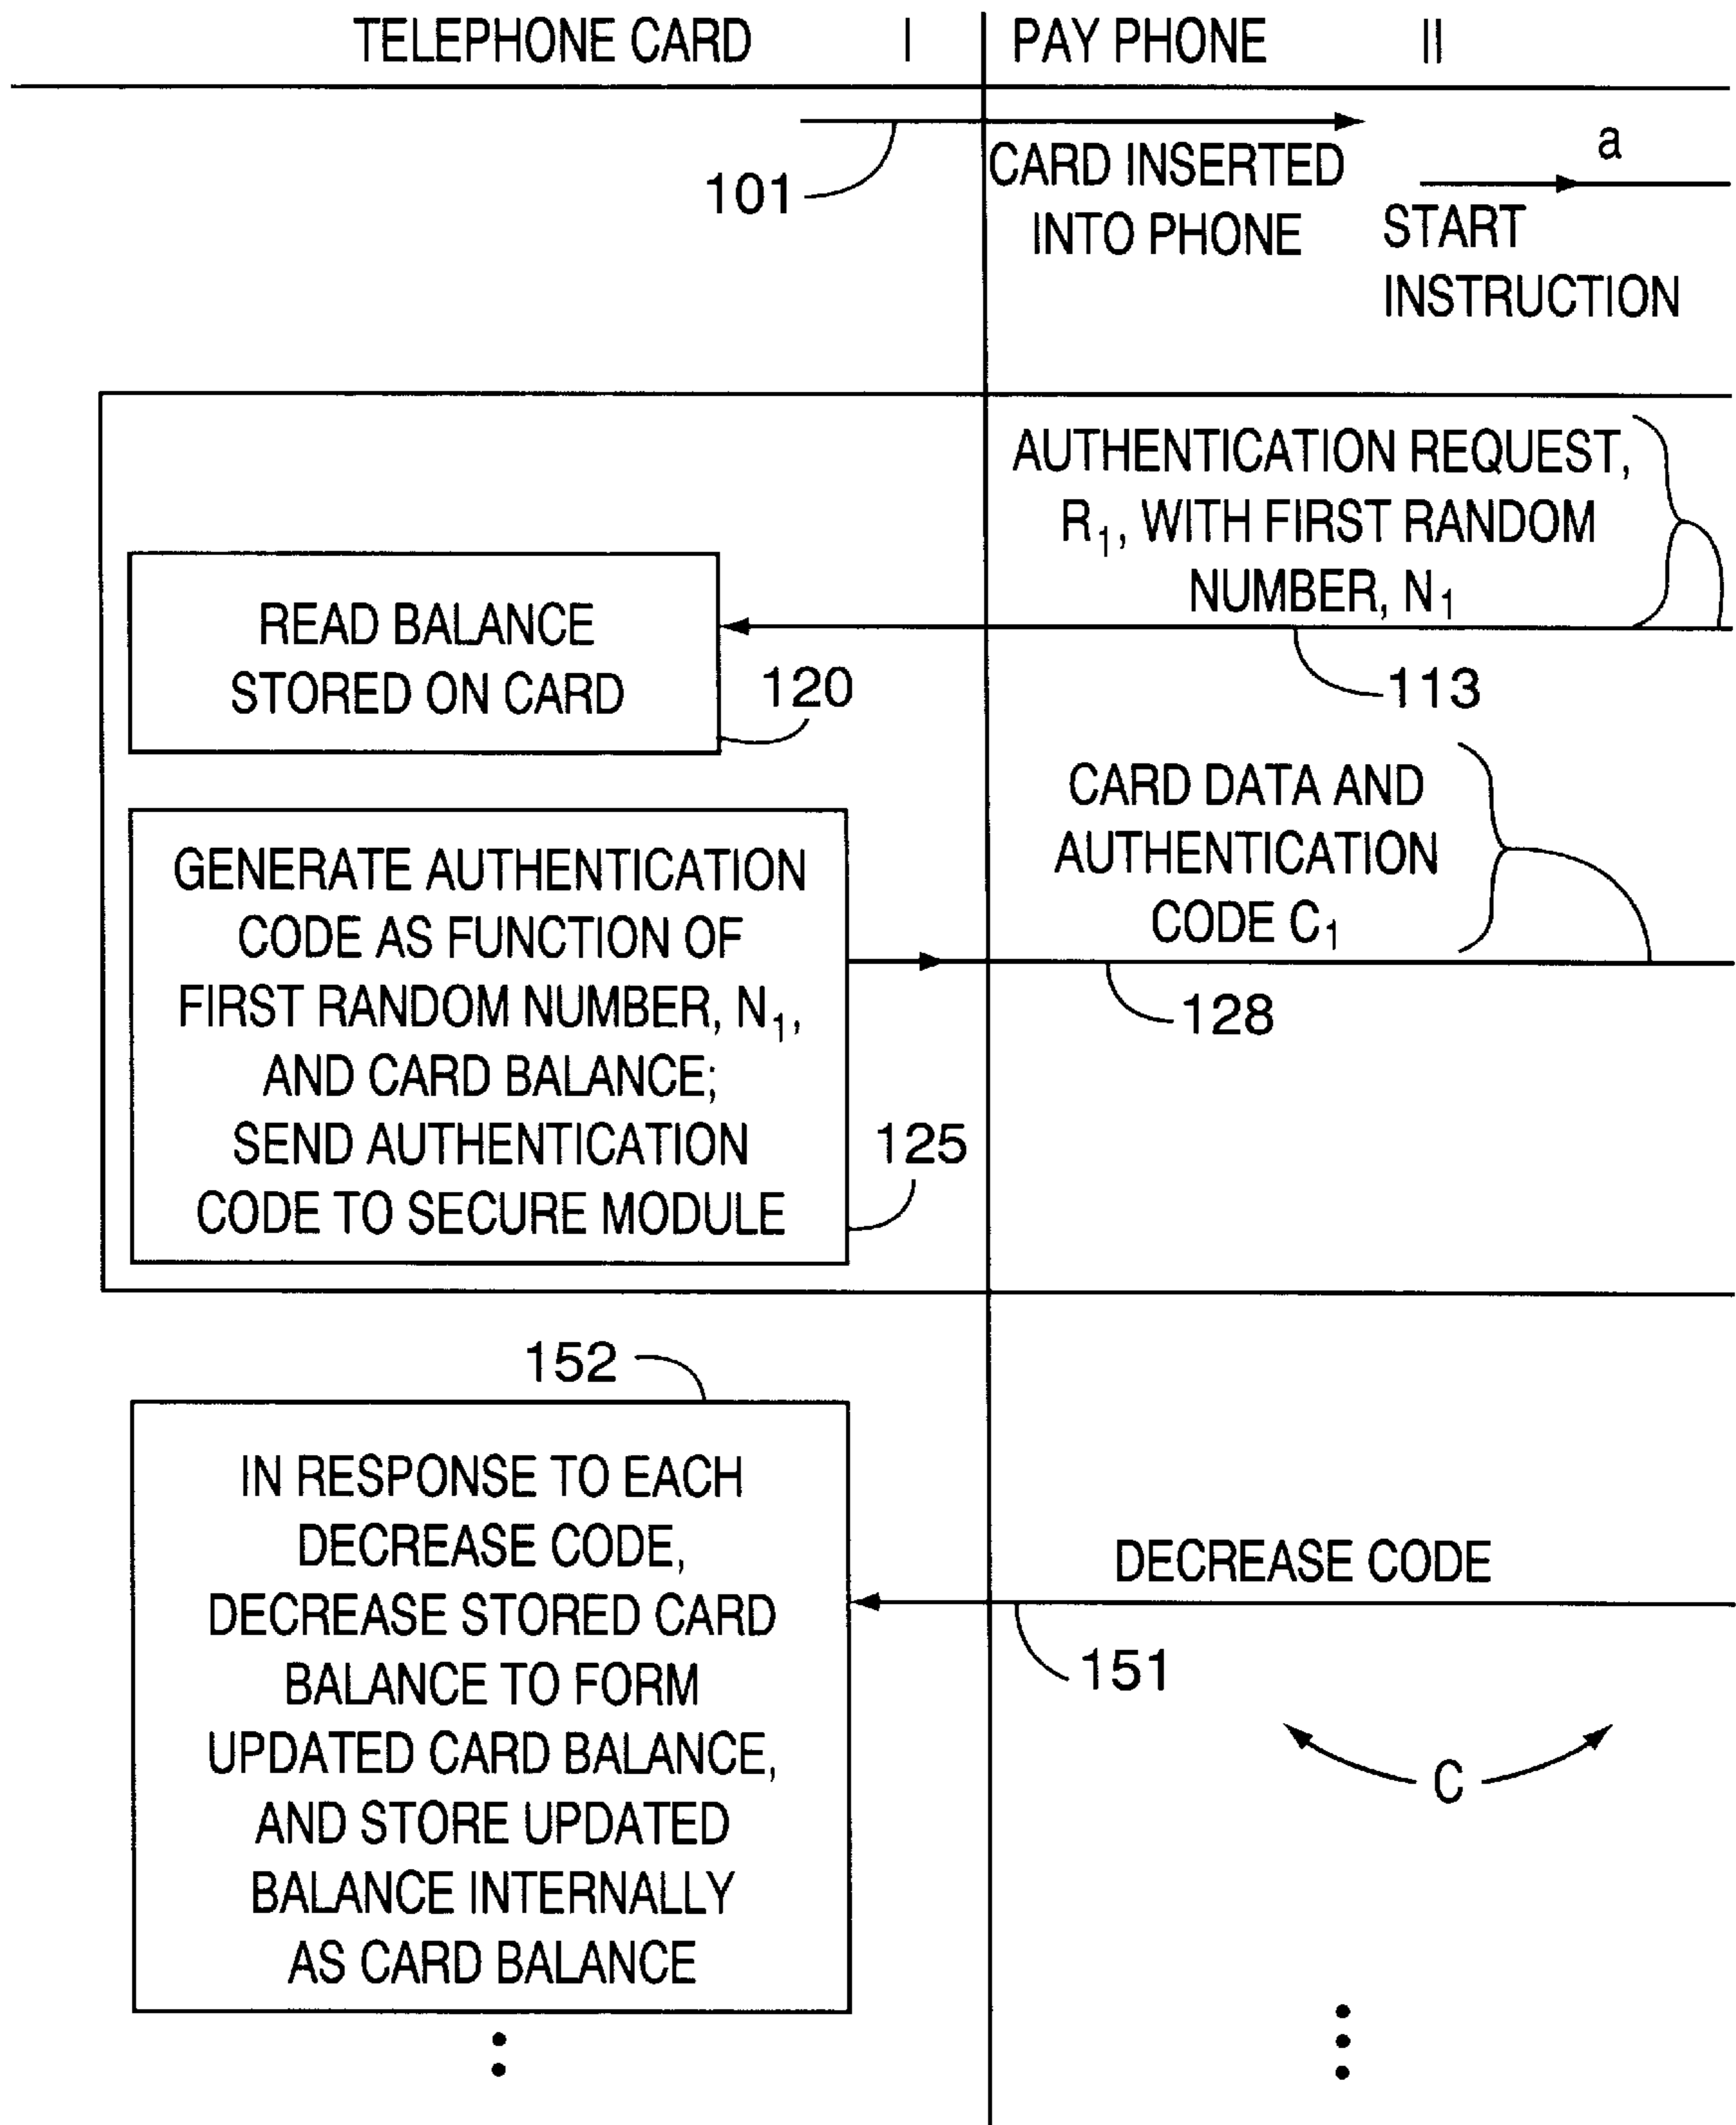 TELEPHONE CARD I PAY PHONE II
101
CARD INSERTED
INTO PHONE
a
START
INSTRUCTION
AUTHENTICATION REQUEST,
R1, WITH FIRST RANDOM
NUMBER, N1
113
READ BALANCE
STORED ON CARD
120
CARD DATA AND
AUTHENTICATION
CODE C1
128
GENERATE AUTHENTICATION
CODE AS FUNCTION OF
FIRST RANDOM NUMBER, N1,
AND CARD BALANCE;
SEND AUTHENTICATION
CODE TO SECURE MODULE
125
152
IN RESPONSE TO EACH
DECREASE CODE,
DECREASE STORED CARD
BALANCE TO FORM
UPDATED CARD BALANCE,
AND STORE UPDATED
BALANCE INTERNALLY
AS CARD BALANCE
DECREASE CODE
151
C